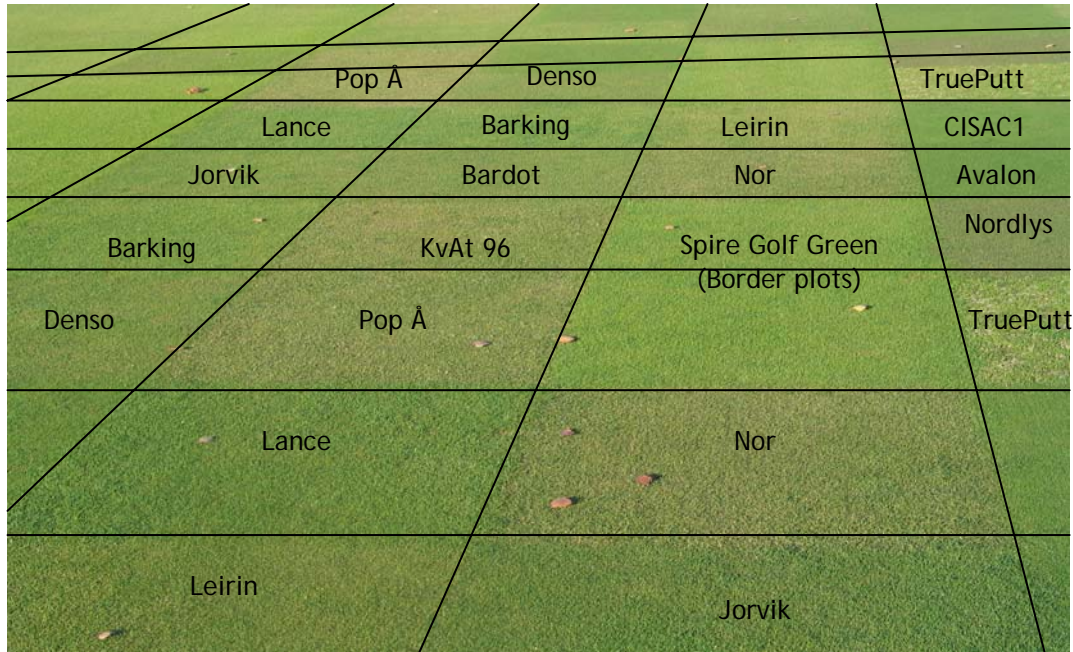 Pop Å
Denso
TruePutt
Lance
Barking
Leirin
CISAC1
Jorvik
Bardot
Nor
Avalon
Barking
KvAt 96
Spire Golf Green
(Border plots)
Nordlys
Denso
Pop Å
TruePutt
Lance
Nor
Leirin
Jorvik